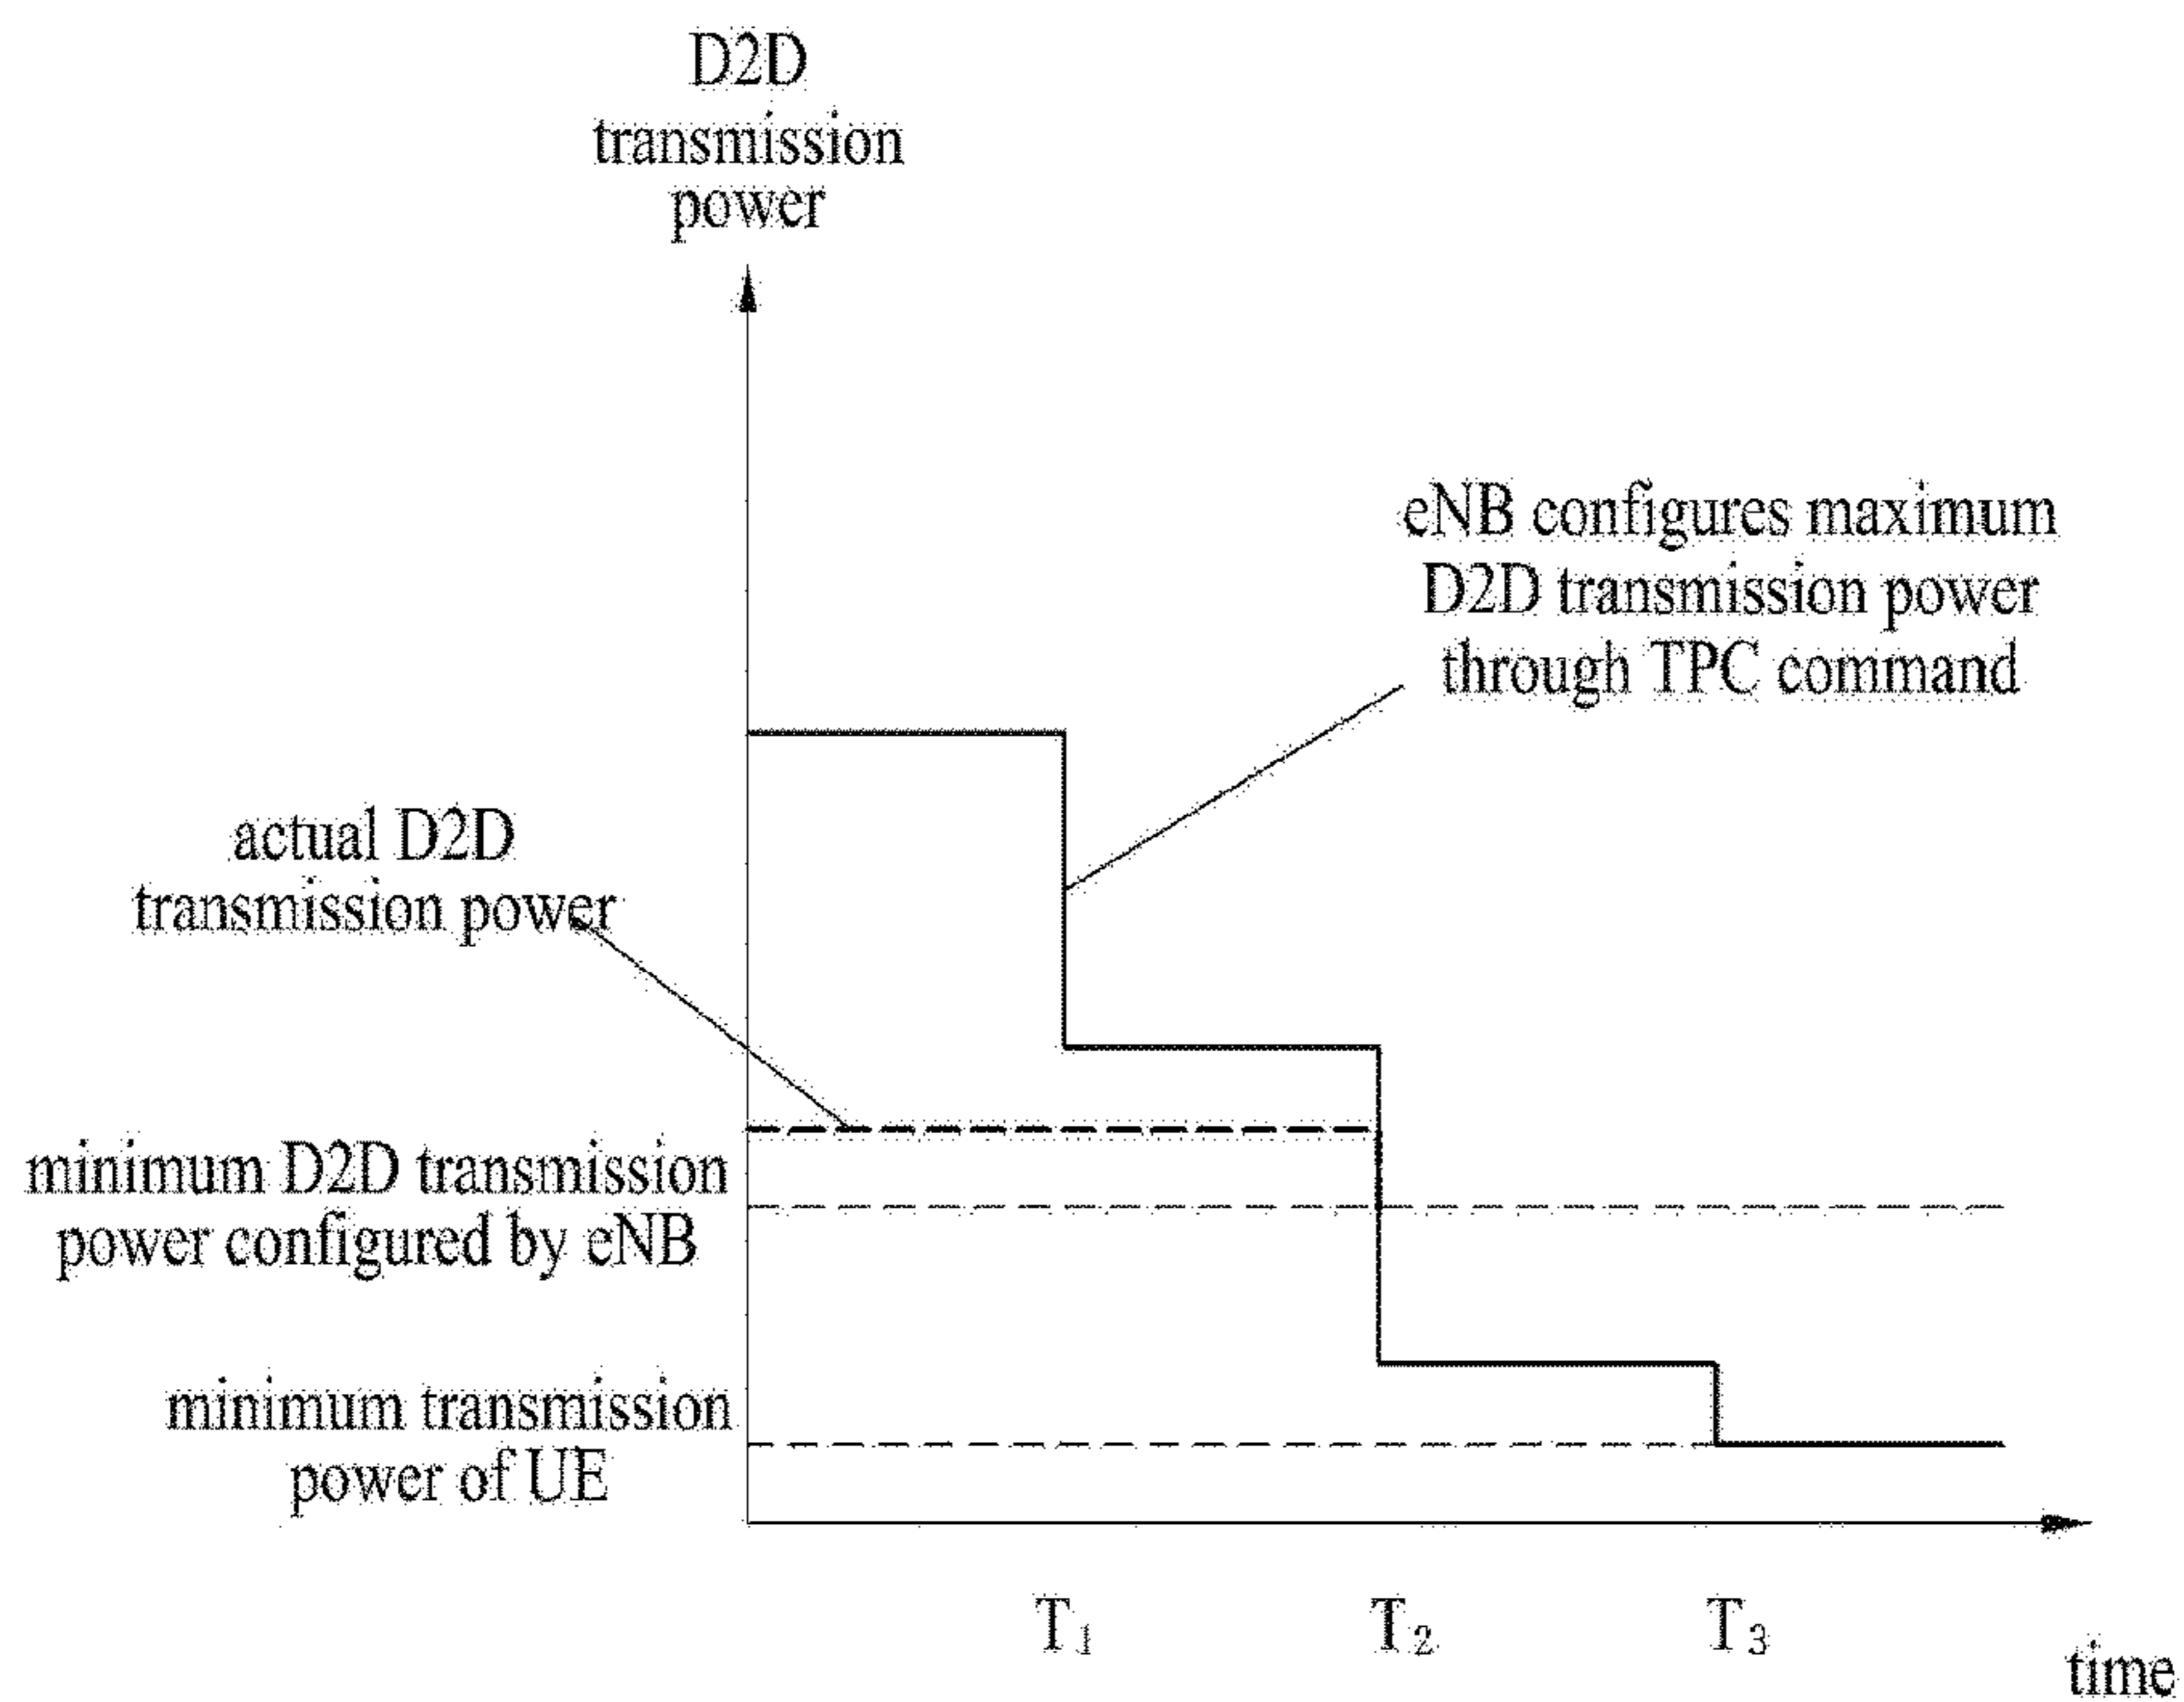 D2D
transmission
power
eNB configures maximum
D2D transmission power
through TPC command
actual D2D
transmission power
minimum D2D transmission
power configured by eNB
minimum transmission
power of UE
T₁ T₂ T₃
time